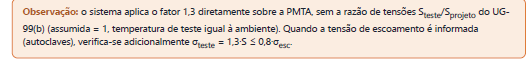 Observação: o sistema aplica o fator 1,3 diretamente sobre a PMTA, sem a razão de tensões Steste/Sprojeto do UG-
99(b) (assumida = 1, temperatura de teste igual à ambiente). Quando a tensão de escoamento é informada
(autoclaves), verifica-se adicionalmente σteste = 1,3·S ≤ 0,8·σesc.